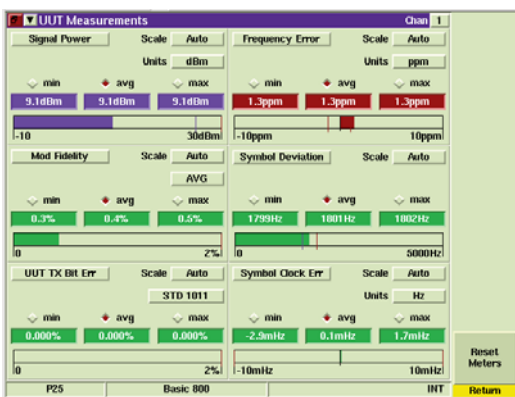 UUT Measurements Chan 1
Signal Power Scale Auto
Units dBm
min avg max
9.1dBm 9.1dBm 9.1dBm
-10 30dBm
Frequency Error Scale Auto
Units ppm
min avg max
1.3ppm 1.3ppm 1.3ppm
-10ppm 10ppm
Mod Fidelity Scale Auto
AVG
min avg max
0.3% 0.4% 0.5%
0 2%
Symbol Deviation Scale Auto
min avg max
1799Hz 1801Hz 1802Hz
0 5000Hz
UUT TX Bit Err Scale Auto
STD 1011
min avg max
0.000% 0.000% 0.000%
0 2%
Symbol Clock Err Scale Auto
Units Hz
min avg max
-2.9mHz 0.1mHz 1.7mHz
-10mHz 10mHz
Reset
Meters
P25 Basic 800 INT Return